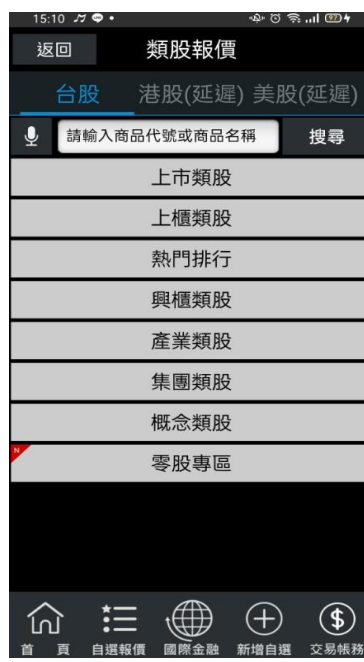 15:10
97
返回
類股報價
台股 港股(延遲) 美股(延遲)
請輸入商品代號或商品名稱 搜尋
上市類股
上櫃類股
熱門排行
興櫃類股
產業類股
集團類股
概念類股
N
零股專區
首 頁 自選報價 國際金融 新增自選 交易帳務